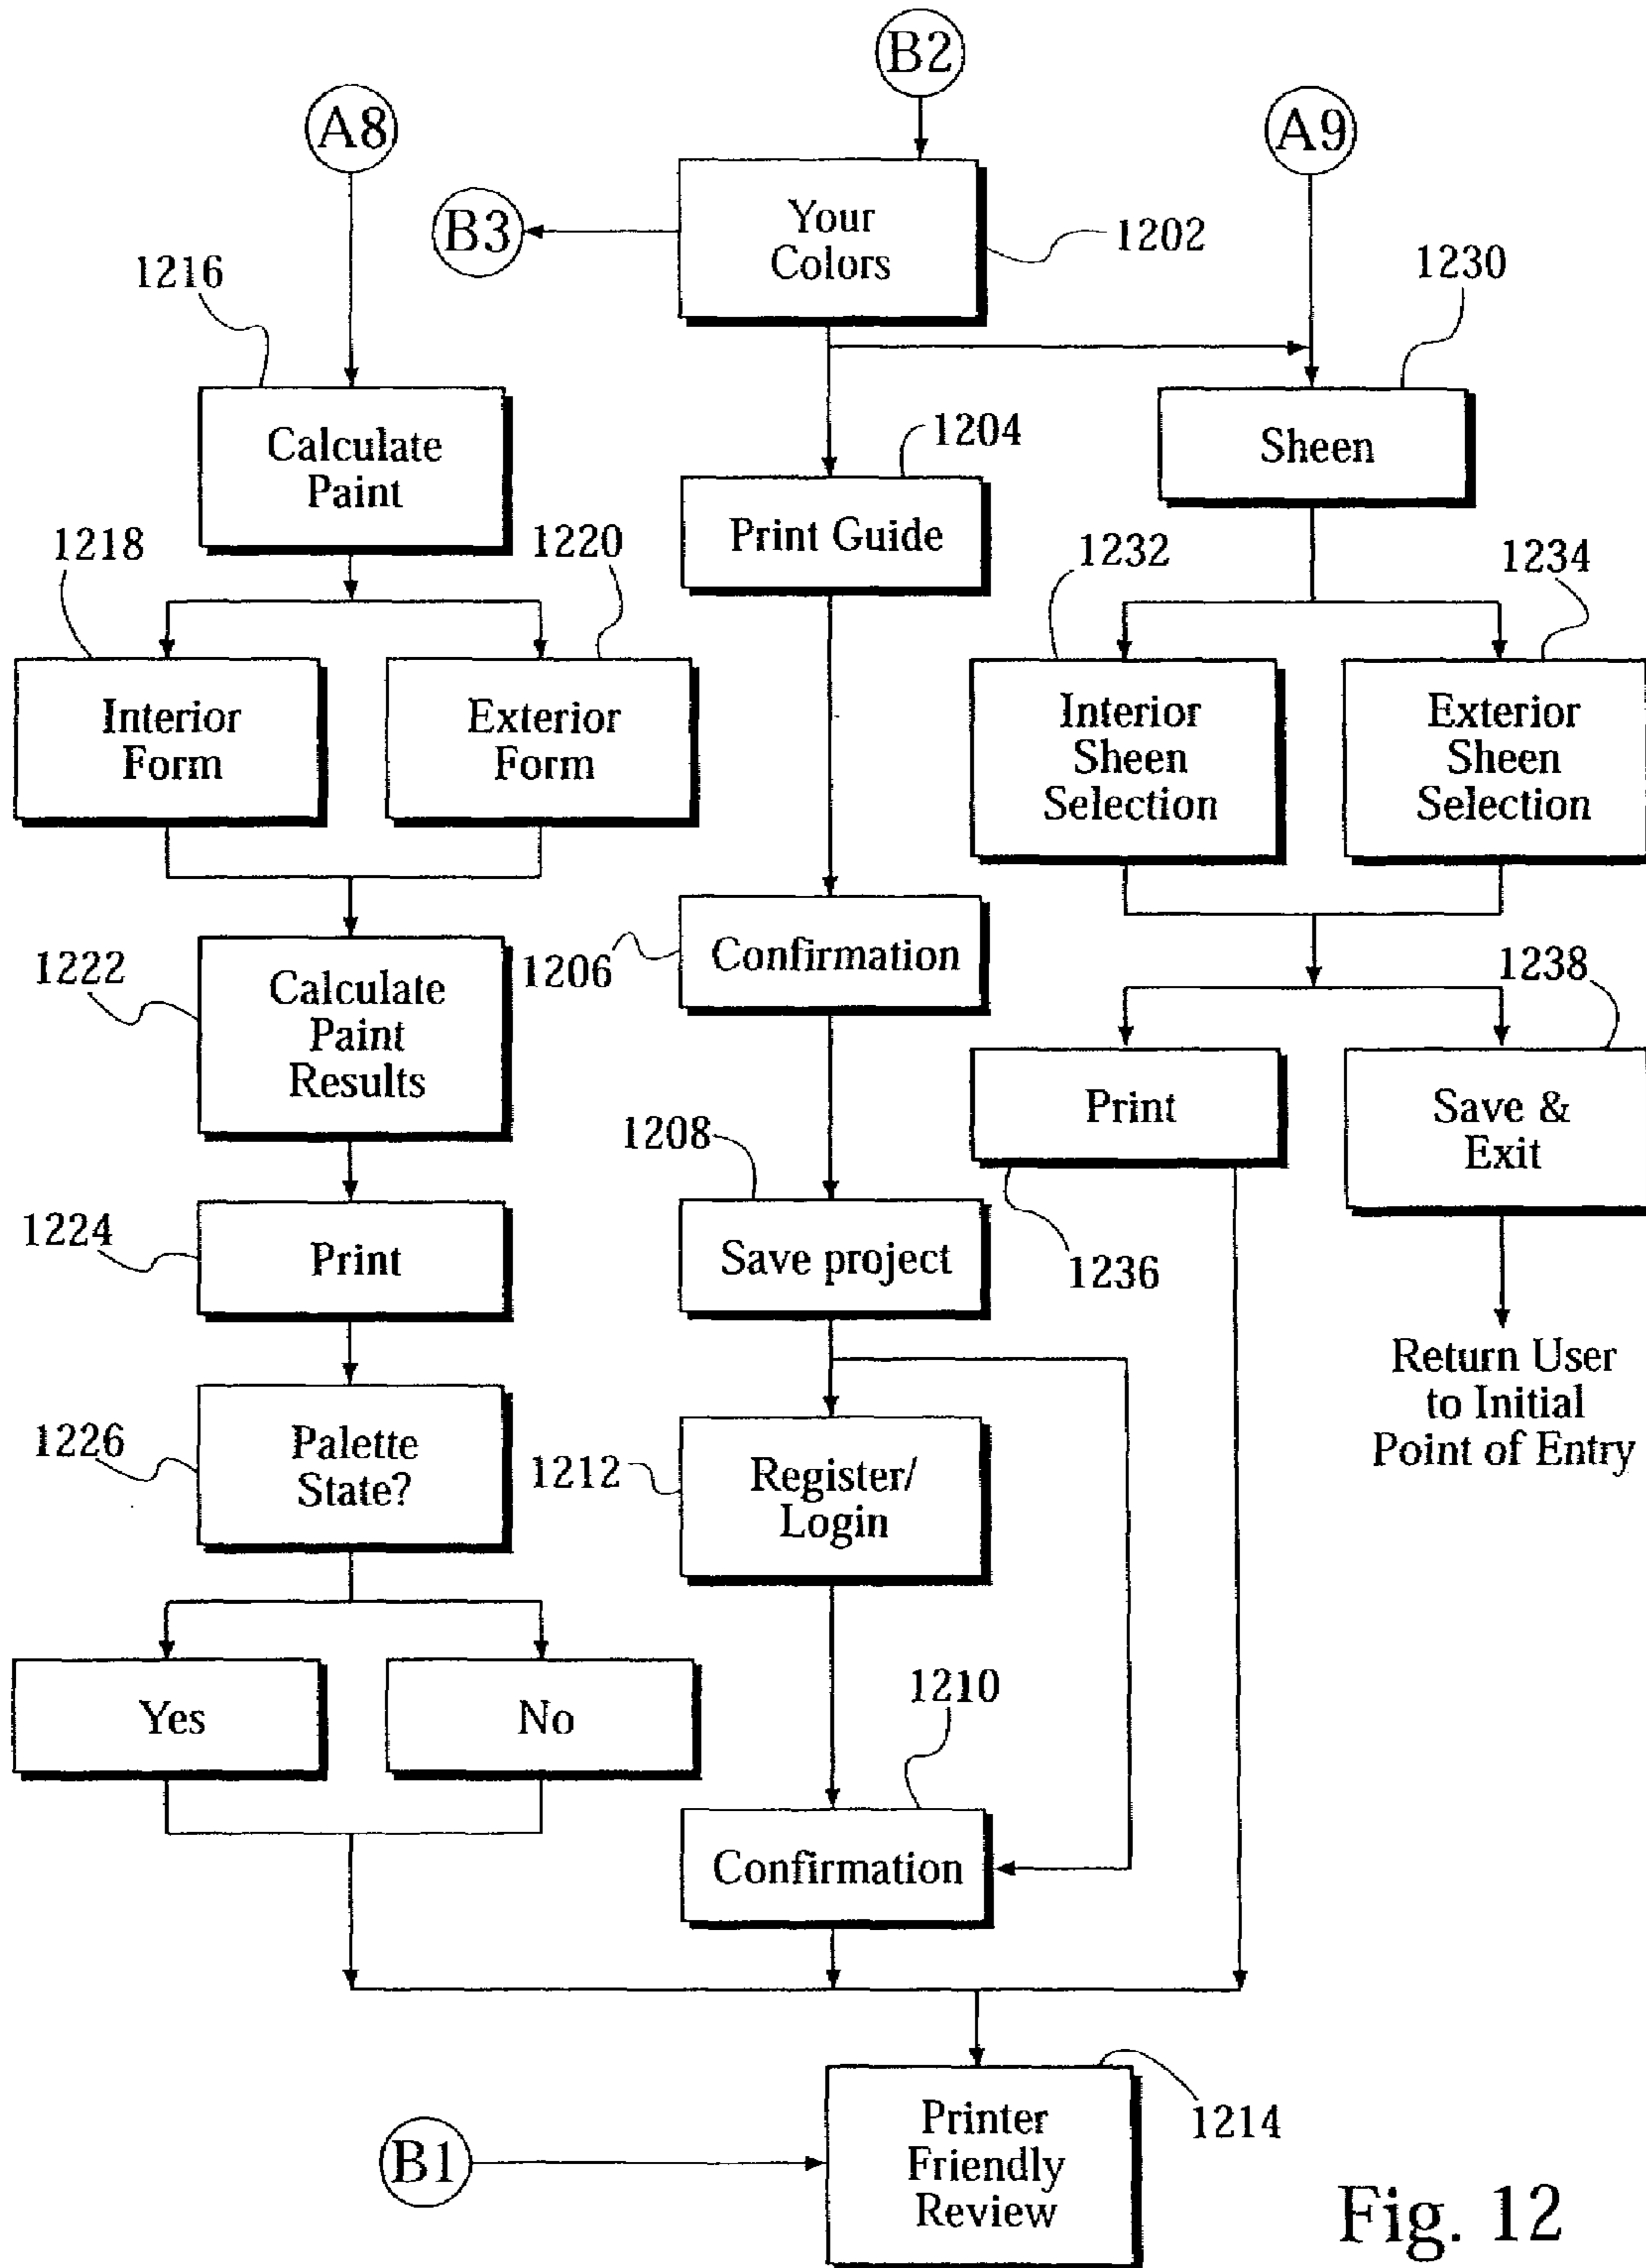 B2
A8
A9
B3
Your
Colors
1202
1216
1230
Calculate
Paint
1204
Sheen
Print Guide
1218
1220
1232
1234
Interior
Form
Exterior
Form
Interior
Sheen
Selection
Exterior
Sheen
Selection
1222
Calculate
Paint
Results
1206
Confirmation
1238
Print
Save &
Exit
1208
1224
Print
Save project
1236
Return User
to Initial
Point of Entry
1226
Palette
State?
1212
Register/
Login
Yes
No
1210
Confirmation
B1
Printer
Friendly
Review
1214
Fig. 12